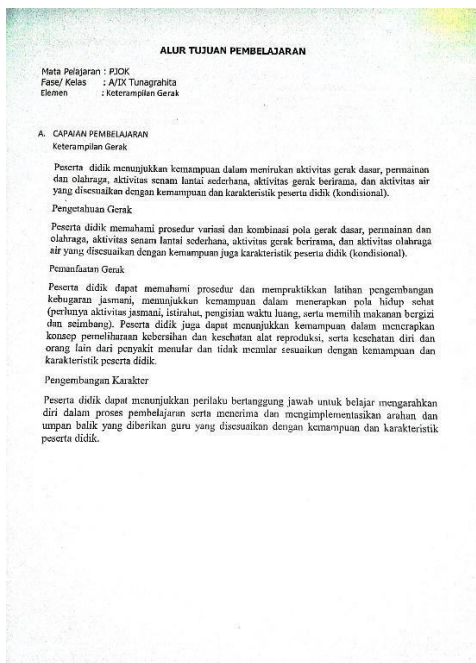 ALUR TUJUAN PEMBELAJARAN
Mata Pelajaran : PJOK
Fase/ Kelas : A/IX Tunagrahita
Elemen : Keterampilan Gerak
A. CAPAIAN PEMBELAJARAN
Keterampilan Gerak
Peserta didik menunjukkan kemampuan dalam menirukan aktivitas gerak dasar, permainan
dan olahraga, aktivitas senam lantai sederhana, aktivitas gerak berirama, dan aktivitas air
yang disesuaikan dengan kemampuan dan karakteristik peserta didik (kondisional).
Pengetahuan Gerak
Peserta didik memahami prosedur variasi dan kombinasi pola gerak dasar, permainan dan
olahraga, aktivitas senam lantai sederhana, aktivitas gerak berirama, dan aktivitas olahraga
air yang disesuaikan dengan kemampuan juga karakteristik peserta didik (kondisional).
Pemanfaatan Gerak
Peserta didik dapat memahami prosedur dan mempraktikkan latihan pengembangan
kebugaran jasmani, menunjukkan kemampuan dalam menerapkan pola hidup sehat
(perlunya aktivitas jasmani, istirahat, pengisian waktu luang, serta memilih makanan bergizi
dan seimbang). Peserta didik juga dapat menunjukkan kemampuan dalam menerapkan
konsep pemeliharaan kebersihan dan kesehatan alat reproduksi, serta kesehatan diri dan
orang lain dari penyakit menular dan tidak menular sesuaikan dengan kemampuan dan
karakteristik peserta didik.
Pengembangan Karakter
Peserta didik dapat menunjukkan perilaku bertanggung jawab untuk belajar mengarahkan
diri dalam proses pembelajaran serta menerima dan mengimplementasikan arahan dan
umpan balik yang diberikan guru yang disesuaikan dengan kemampuan dan karakteristik
peserta didik.